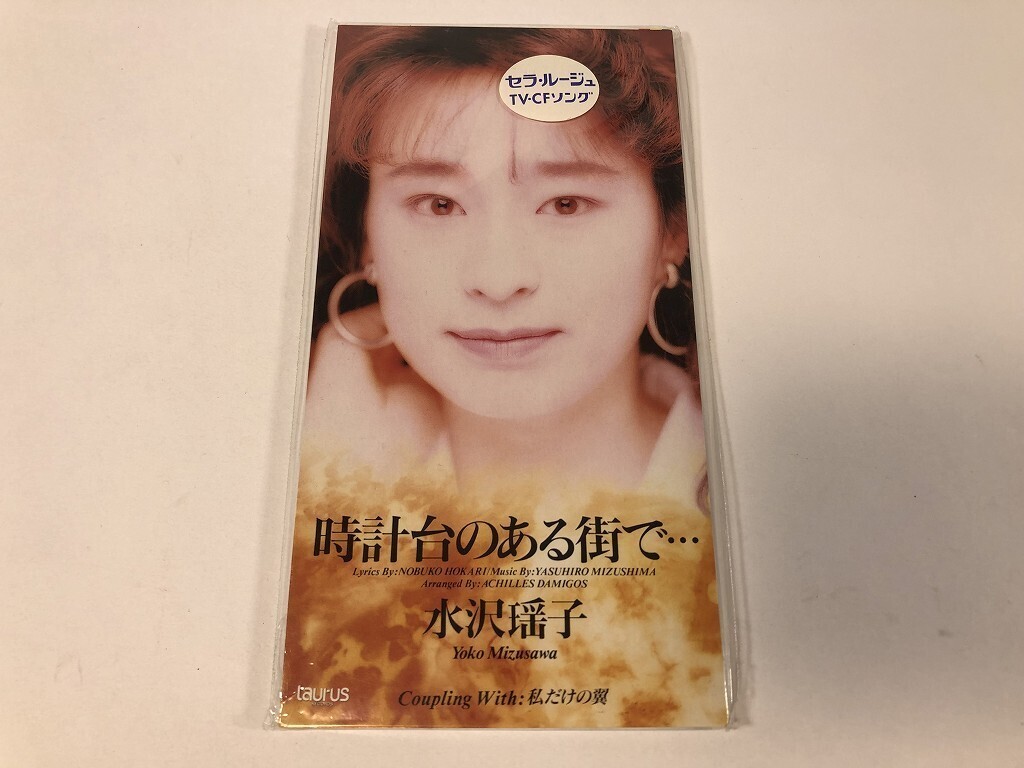 セラ・ルージュ
TV・CFソング
時計台のある街で…
Lyrics By:NOBUKO HOKARI/Music By:YASUHIRO MIZUSHIMA
Arranged By:ACHILLES DAMIGOS
水沢瑶子
Yoko Mizusawa
taurus
Coupling With:私だけの翼